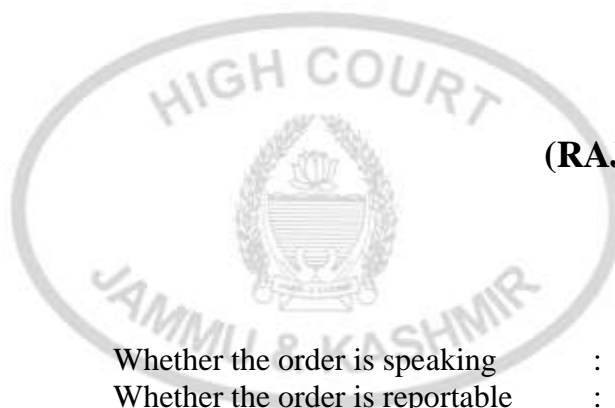 HIGH COURT
(RA
JAMMU & KASHMIR
Whether the order is speaking :
Whether the order is reportable :